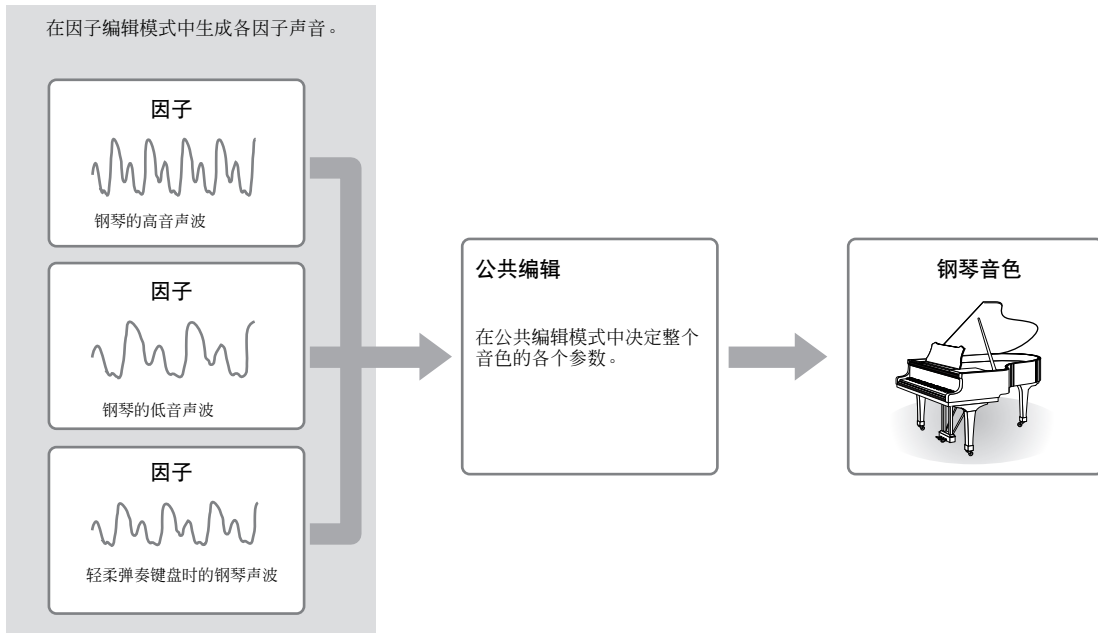 在因子编辑模式中生成各因子声音。
因子
钢琴的高音声波
因子
钢琴的低音声波
因子
轻柔弹奏键盘时的钢琴声波
公共编辑
在公共编辑模式中决定整个
音色的各个参数。
钢琴音色